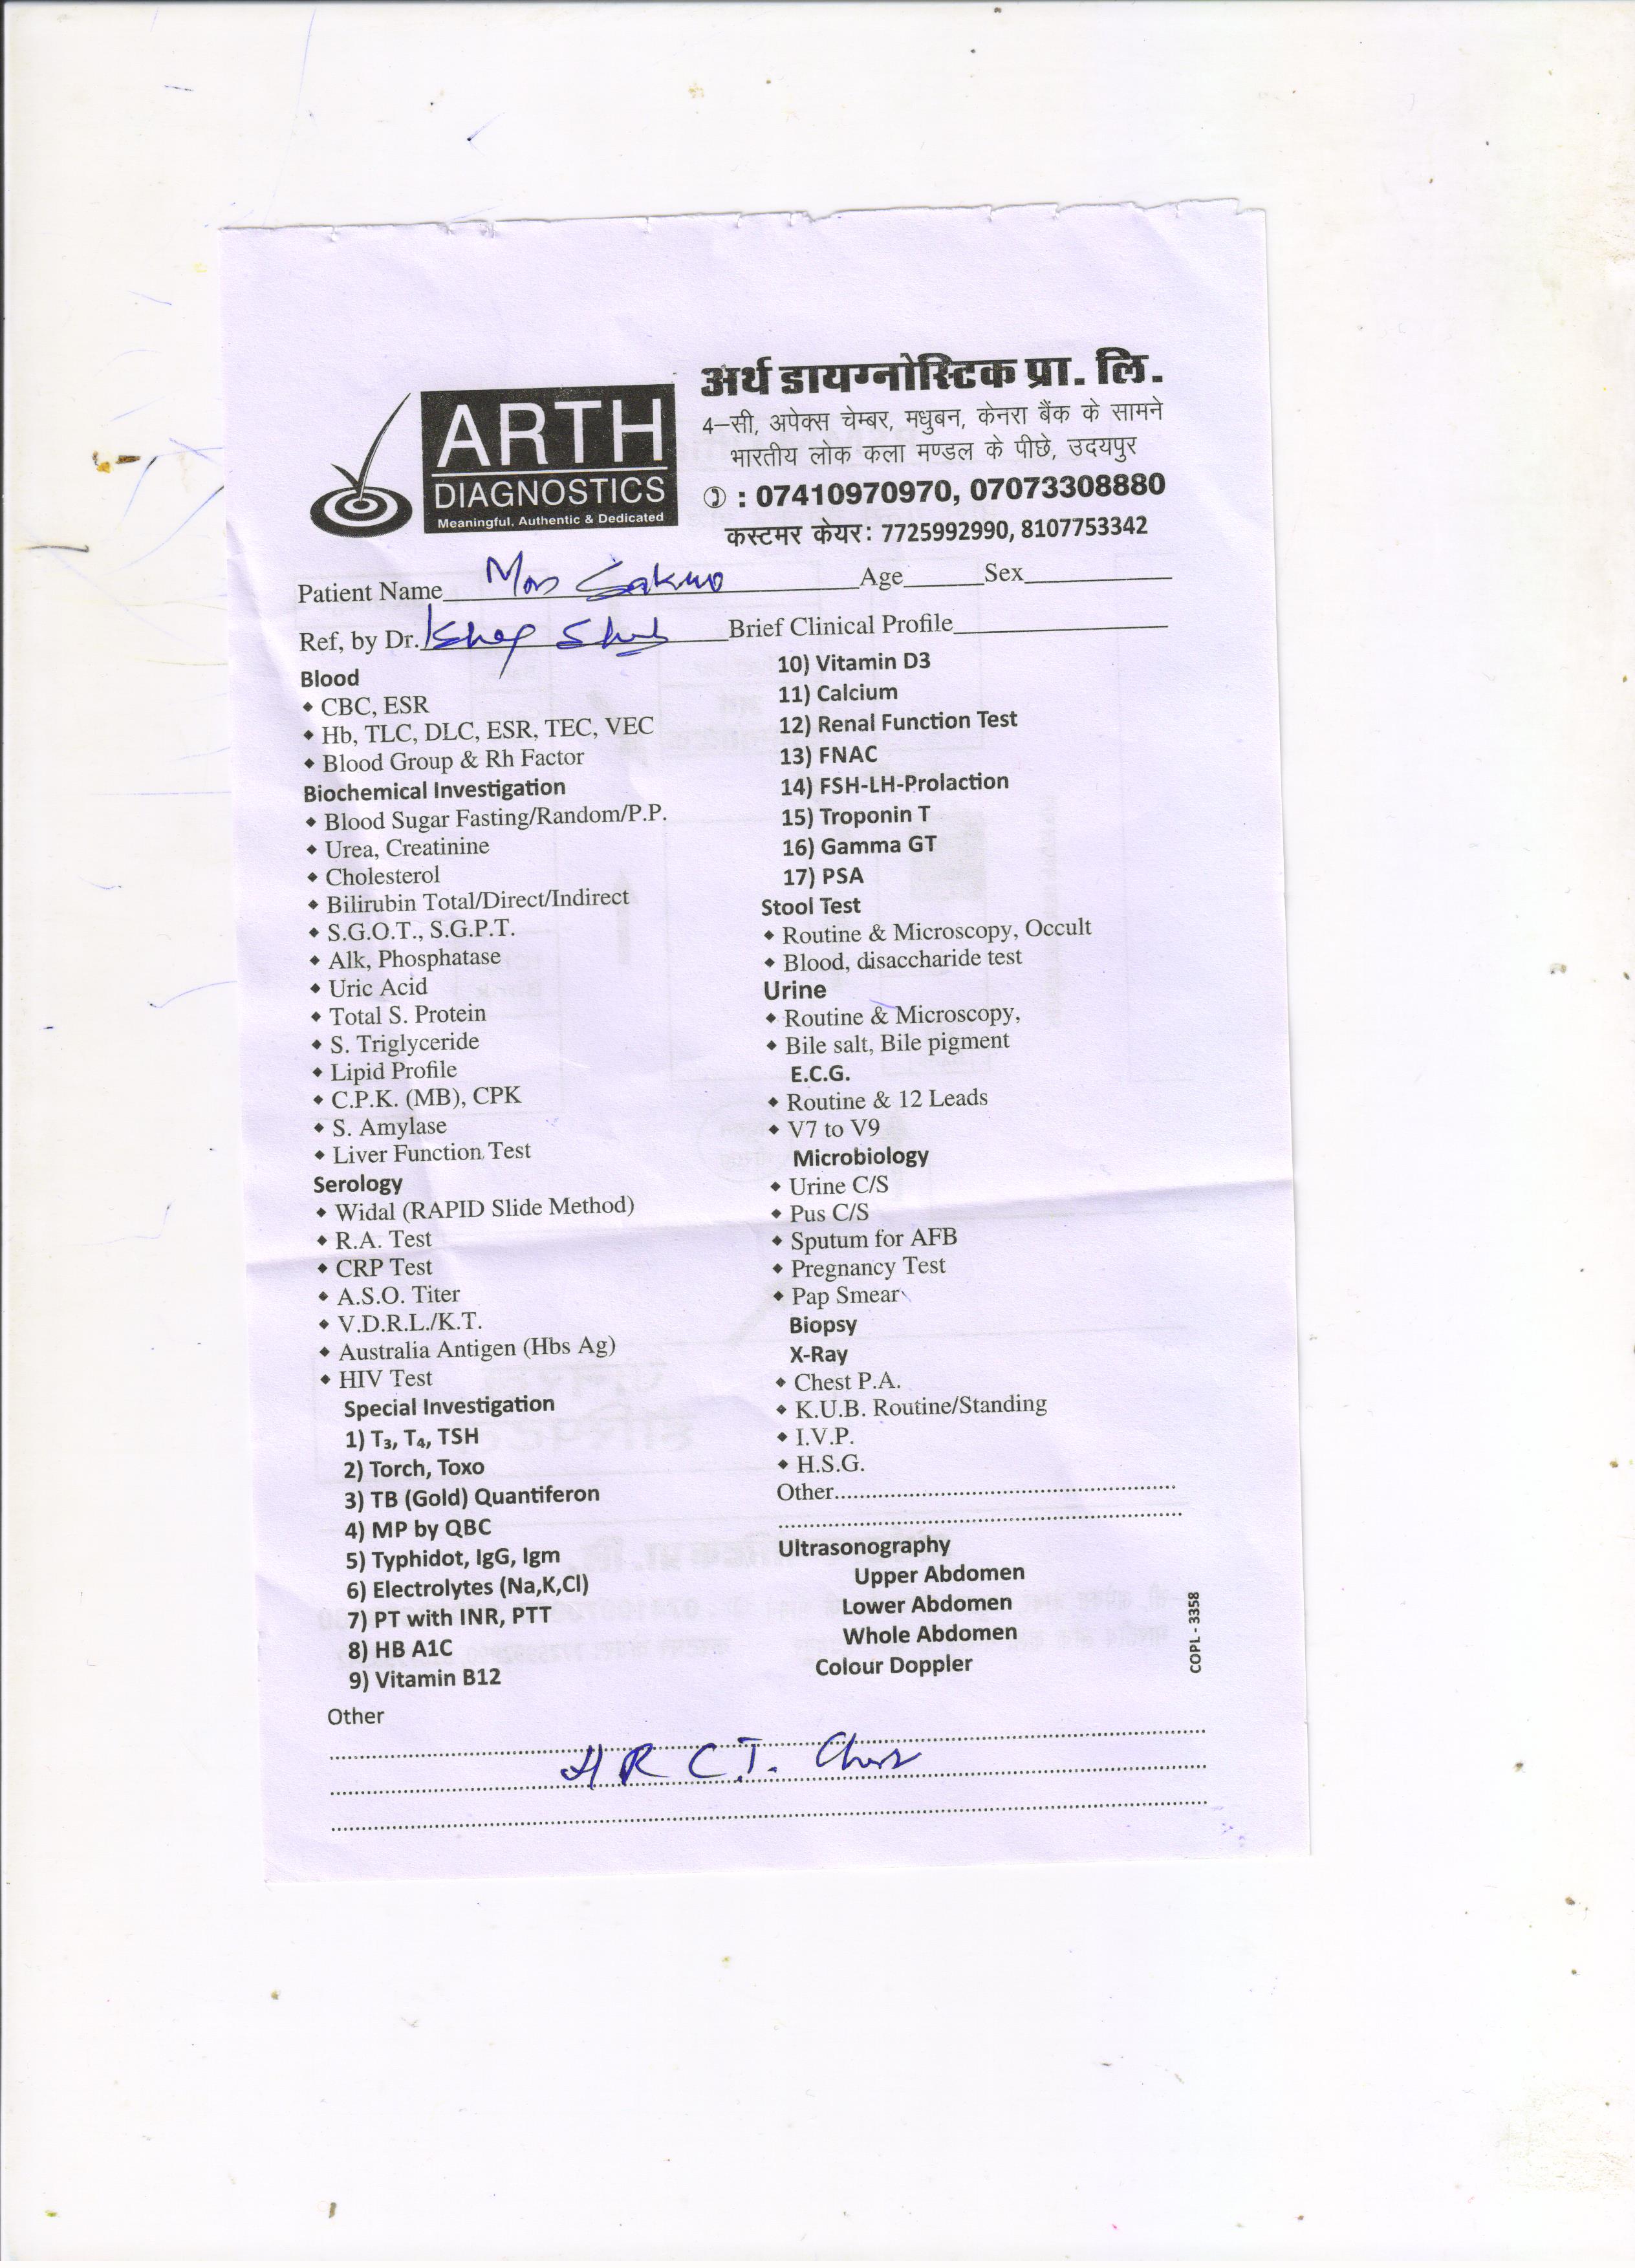 अर्थ डायग्नोस्टिक प्रा. लि.
ARTH
DIAGNOSTICS
Meaningful, Authentic & Dedicated
4-सी, अपेक्स चेम्बर, मधुबन, केनरा बैंक के सामने
भारतीय लोक कला मण्डल के पीछे, उदयपुर
: 07410970970, 07073308880
कस्टमर केयर: 7725992990, 8107753342
Patient Name Age Sex
Ref, by Dr. Brief Clinical Profile
Blood
CBC, ESR
Hb, TLC, DLC, ESR, TEC, VEC
Blood Group & Rh Factor
Biochemical Investigation
Blood Sugar Fasting/Random/P.P.
Urea, Creatinine
Cholesterol
Bilirubin Total/Direct/Indirect
S.G.O.T., S.G.P.T.
Alk, Phosphatase
Uric Acid
Total S. Protein
S. Triglyceride
Lipid Profile
C.P.K. (MB), CPK
S. Amylase
Liver Function Test
Serology
Widal (RAPID Slide Method)
R.A. Test
CRP Test
A.S.O. Titer
V.D.R.L./K.T.
Australia Antigen (Hbs Ag)
HIV Test
Special Investigation
1) T₃, T₄, TSH
2) Torch, Toxo
3) TB (Gold) Quantiferon
4) MP by QBC
5) Typhidot, IgG, Igm
6) Electrolytes (Na,K,Cl)
7) PT with INR, PTT
8) HB A1C
9) Vitamin B12
10) Vitamin D3
11) Calcium
12) Renal Function Test
13) FNAC
14) FSH-LH-Prolaction
15) Troponin T
16) Gamma GT
17) PSA
Stool Test
Routine & Microscopy, Occult
Blood, disaccharide test
Urine
Routine & Microscopy,
Bile salt, Bile pigment
E.C.G.
Routine & 12 Leads
V7 to V9
Microbiology
Urine C/S
Pus C/S
Sputum for AFB
Pregnancy Test
Pap Smear
Biopsy
X-Ray
Chest P.A.
K.U.B. Routine/Standing
I.V.P.
H.S.G.
Other
Ultrasonography
Upper Abdomen
Lower Abdomen
Whole Abdomen
Colour Doppler
COPL - 3358
Other
H R C T. Chest